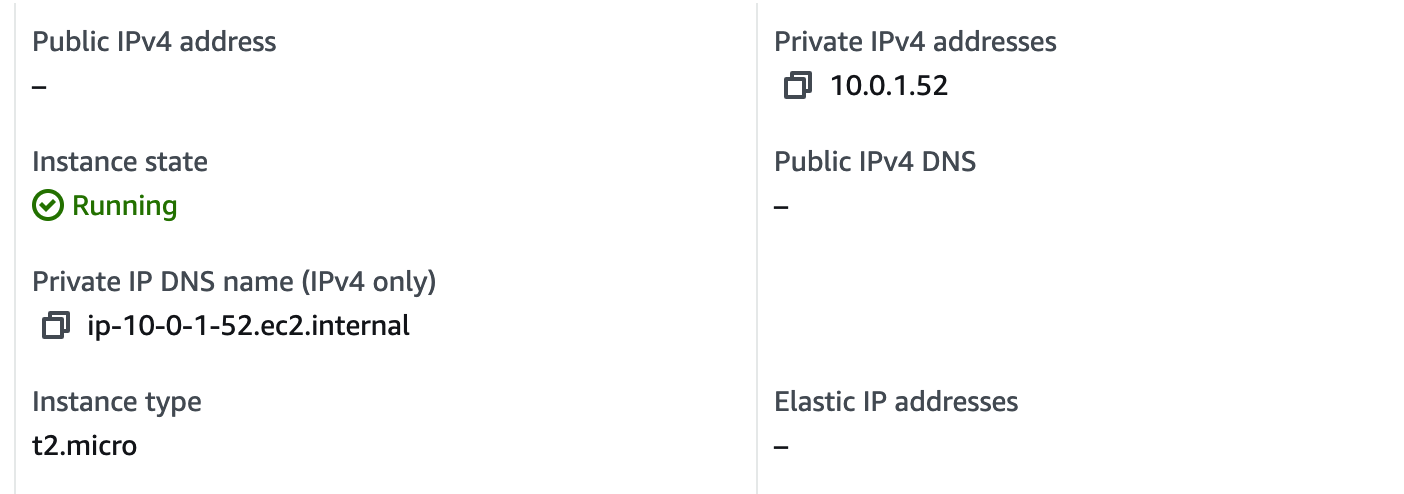 Public IPv4 address
–
Private IPv4 addresses
10.0.1.52
Instance state
Running
Public IPv4 DNS
–
Private IP DNS name (IPv4 only)
ip-10-0-1-52.ec2.internal
Instance type
t2.micro
Elastic IP addresses
–